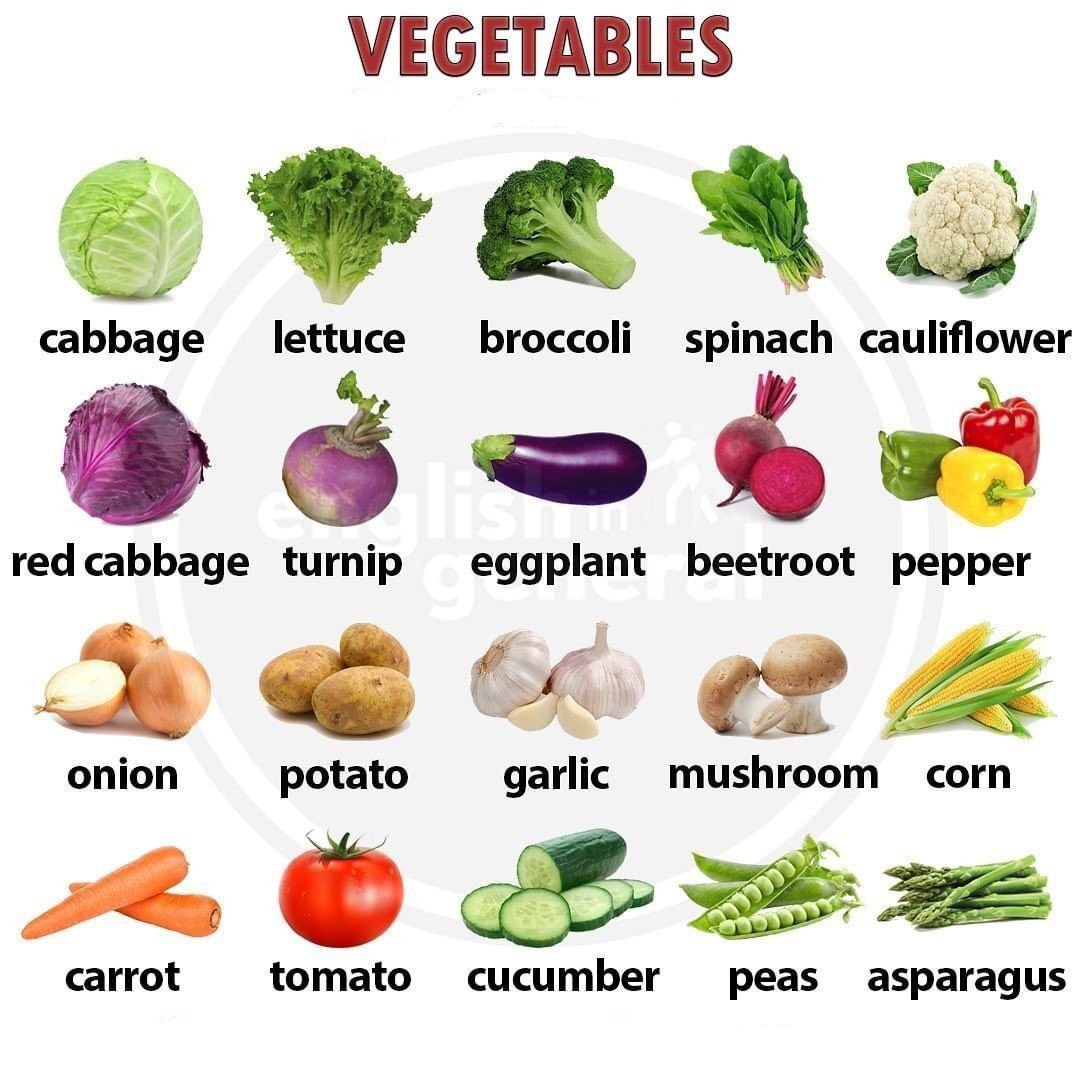 VEGETABLES
cabbage lettuce broccoli spinach cauliflower
red cabbage turnip eggplant beetroot pepper
english in
general
onion potato garlic mushroom corn
carrot tomato cucumber peas asparagus